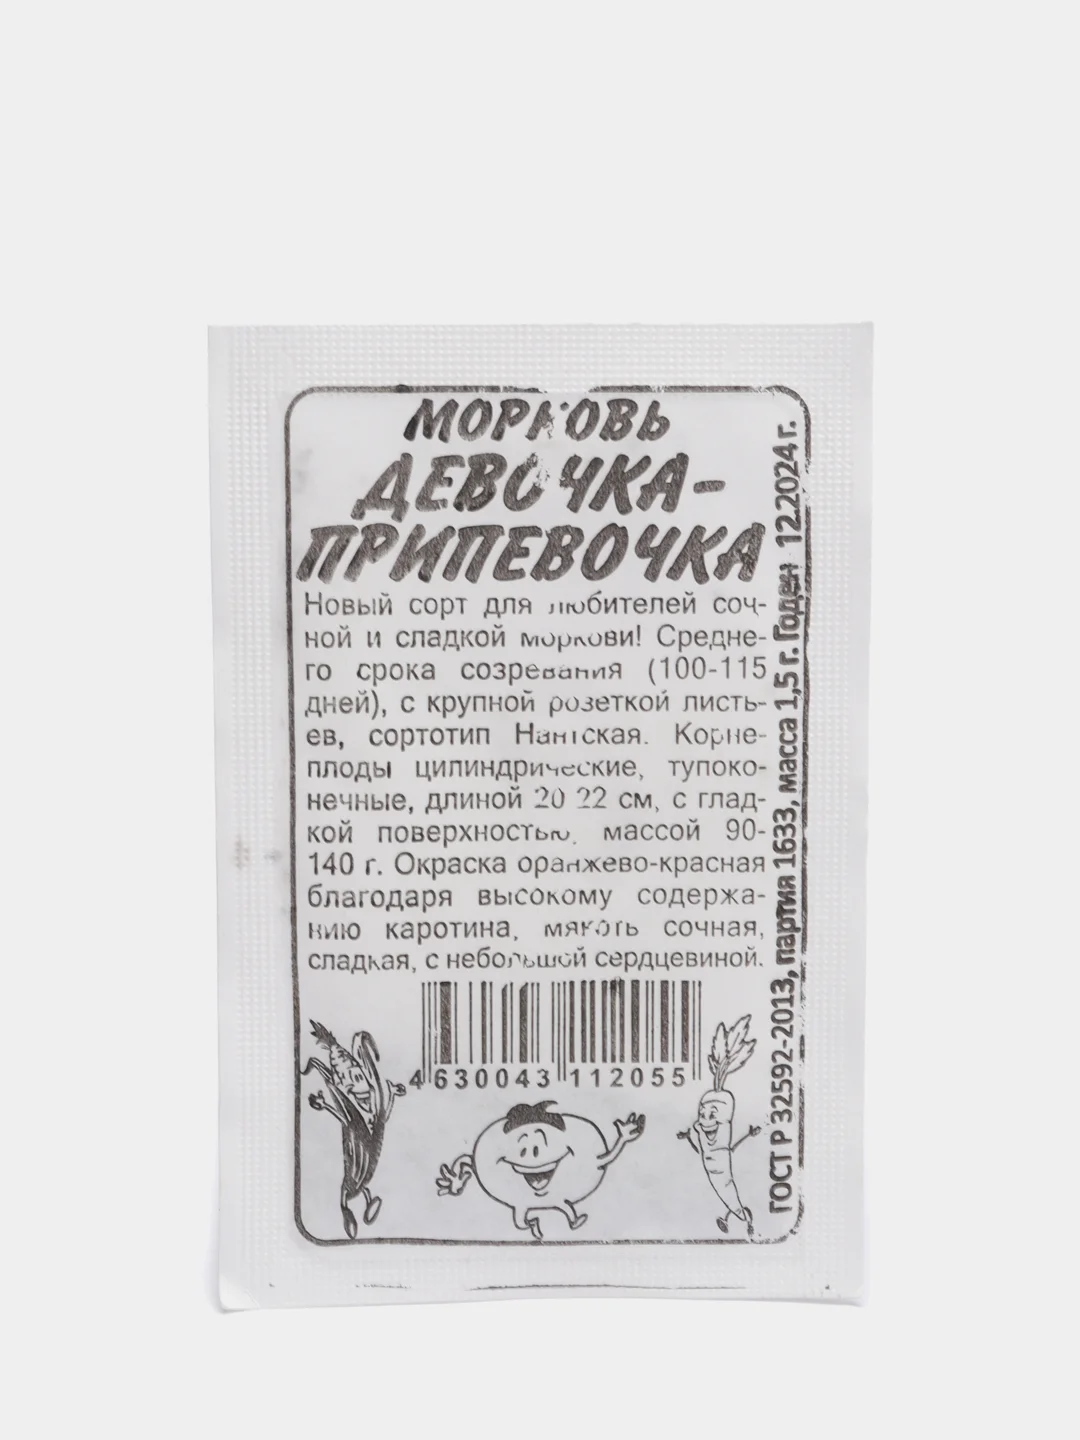 МОРКОВЬ
ДЕВОЧКА-
ПРИПЕВОЧКА
Новый сорт для любителей соч-
ной и сладкой моркови! Средне-
го срока созревания (100-115
дней), с крупной розеткой листь-
ев, сортотип Нантская. Корне-
плоды цилиндрические, тупоко-
нечные, длиной 20-22 см, с глад-
кой поверхностью, массой 90-
140 г. Окраска оранжево-красная
благодаря высокому содержа-
нию каротина, мякоть сочная,
сладкая, с небольшой сердцевиной.
4 630043 112055
ГОСТ Р 32592-2013, партия 1633, масса 1,5 г. Годен 12.2024 г.